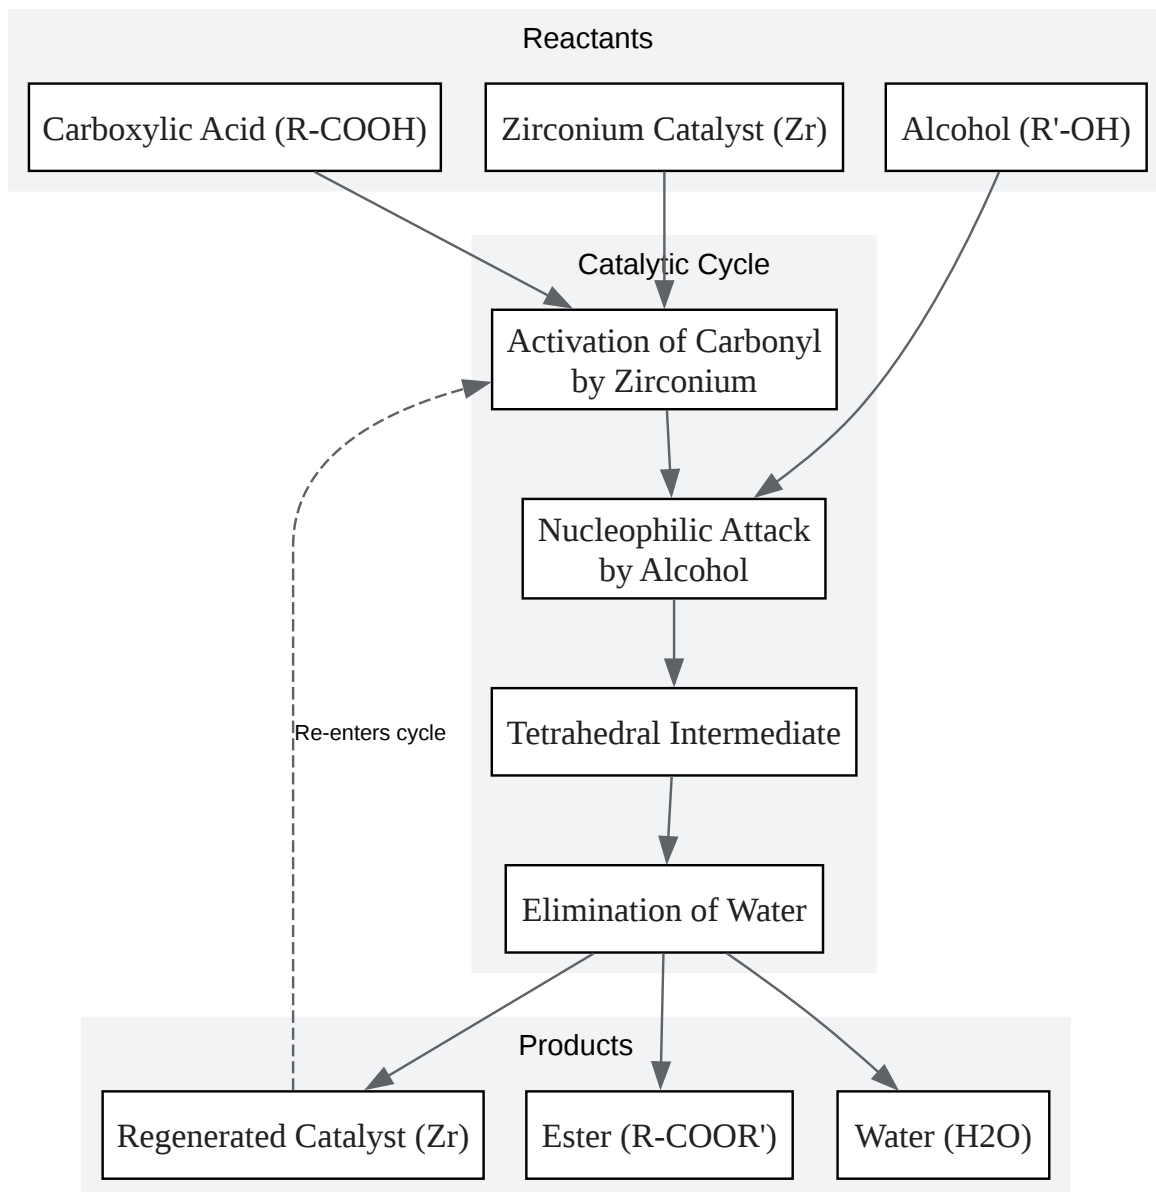 Reactants
Carboxylic Acid (R-COOH)
Zirconium Catalyst (Zr)
Alcohol (R'-OH)
Catalytic Cycle
Activation of Carbonyl
by Zirconium
Nucleophilic Attack
by Alcohol
Tetrahedral Intermediate
Re-enters cycle
Elimination of Water
Products
Regenerated Catalyst (Zr)
Ester (R-COOR')
Water (H2O)